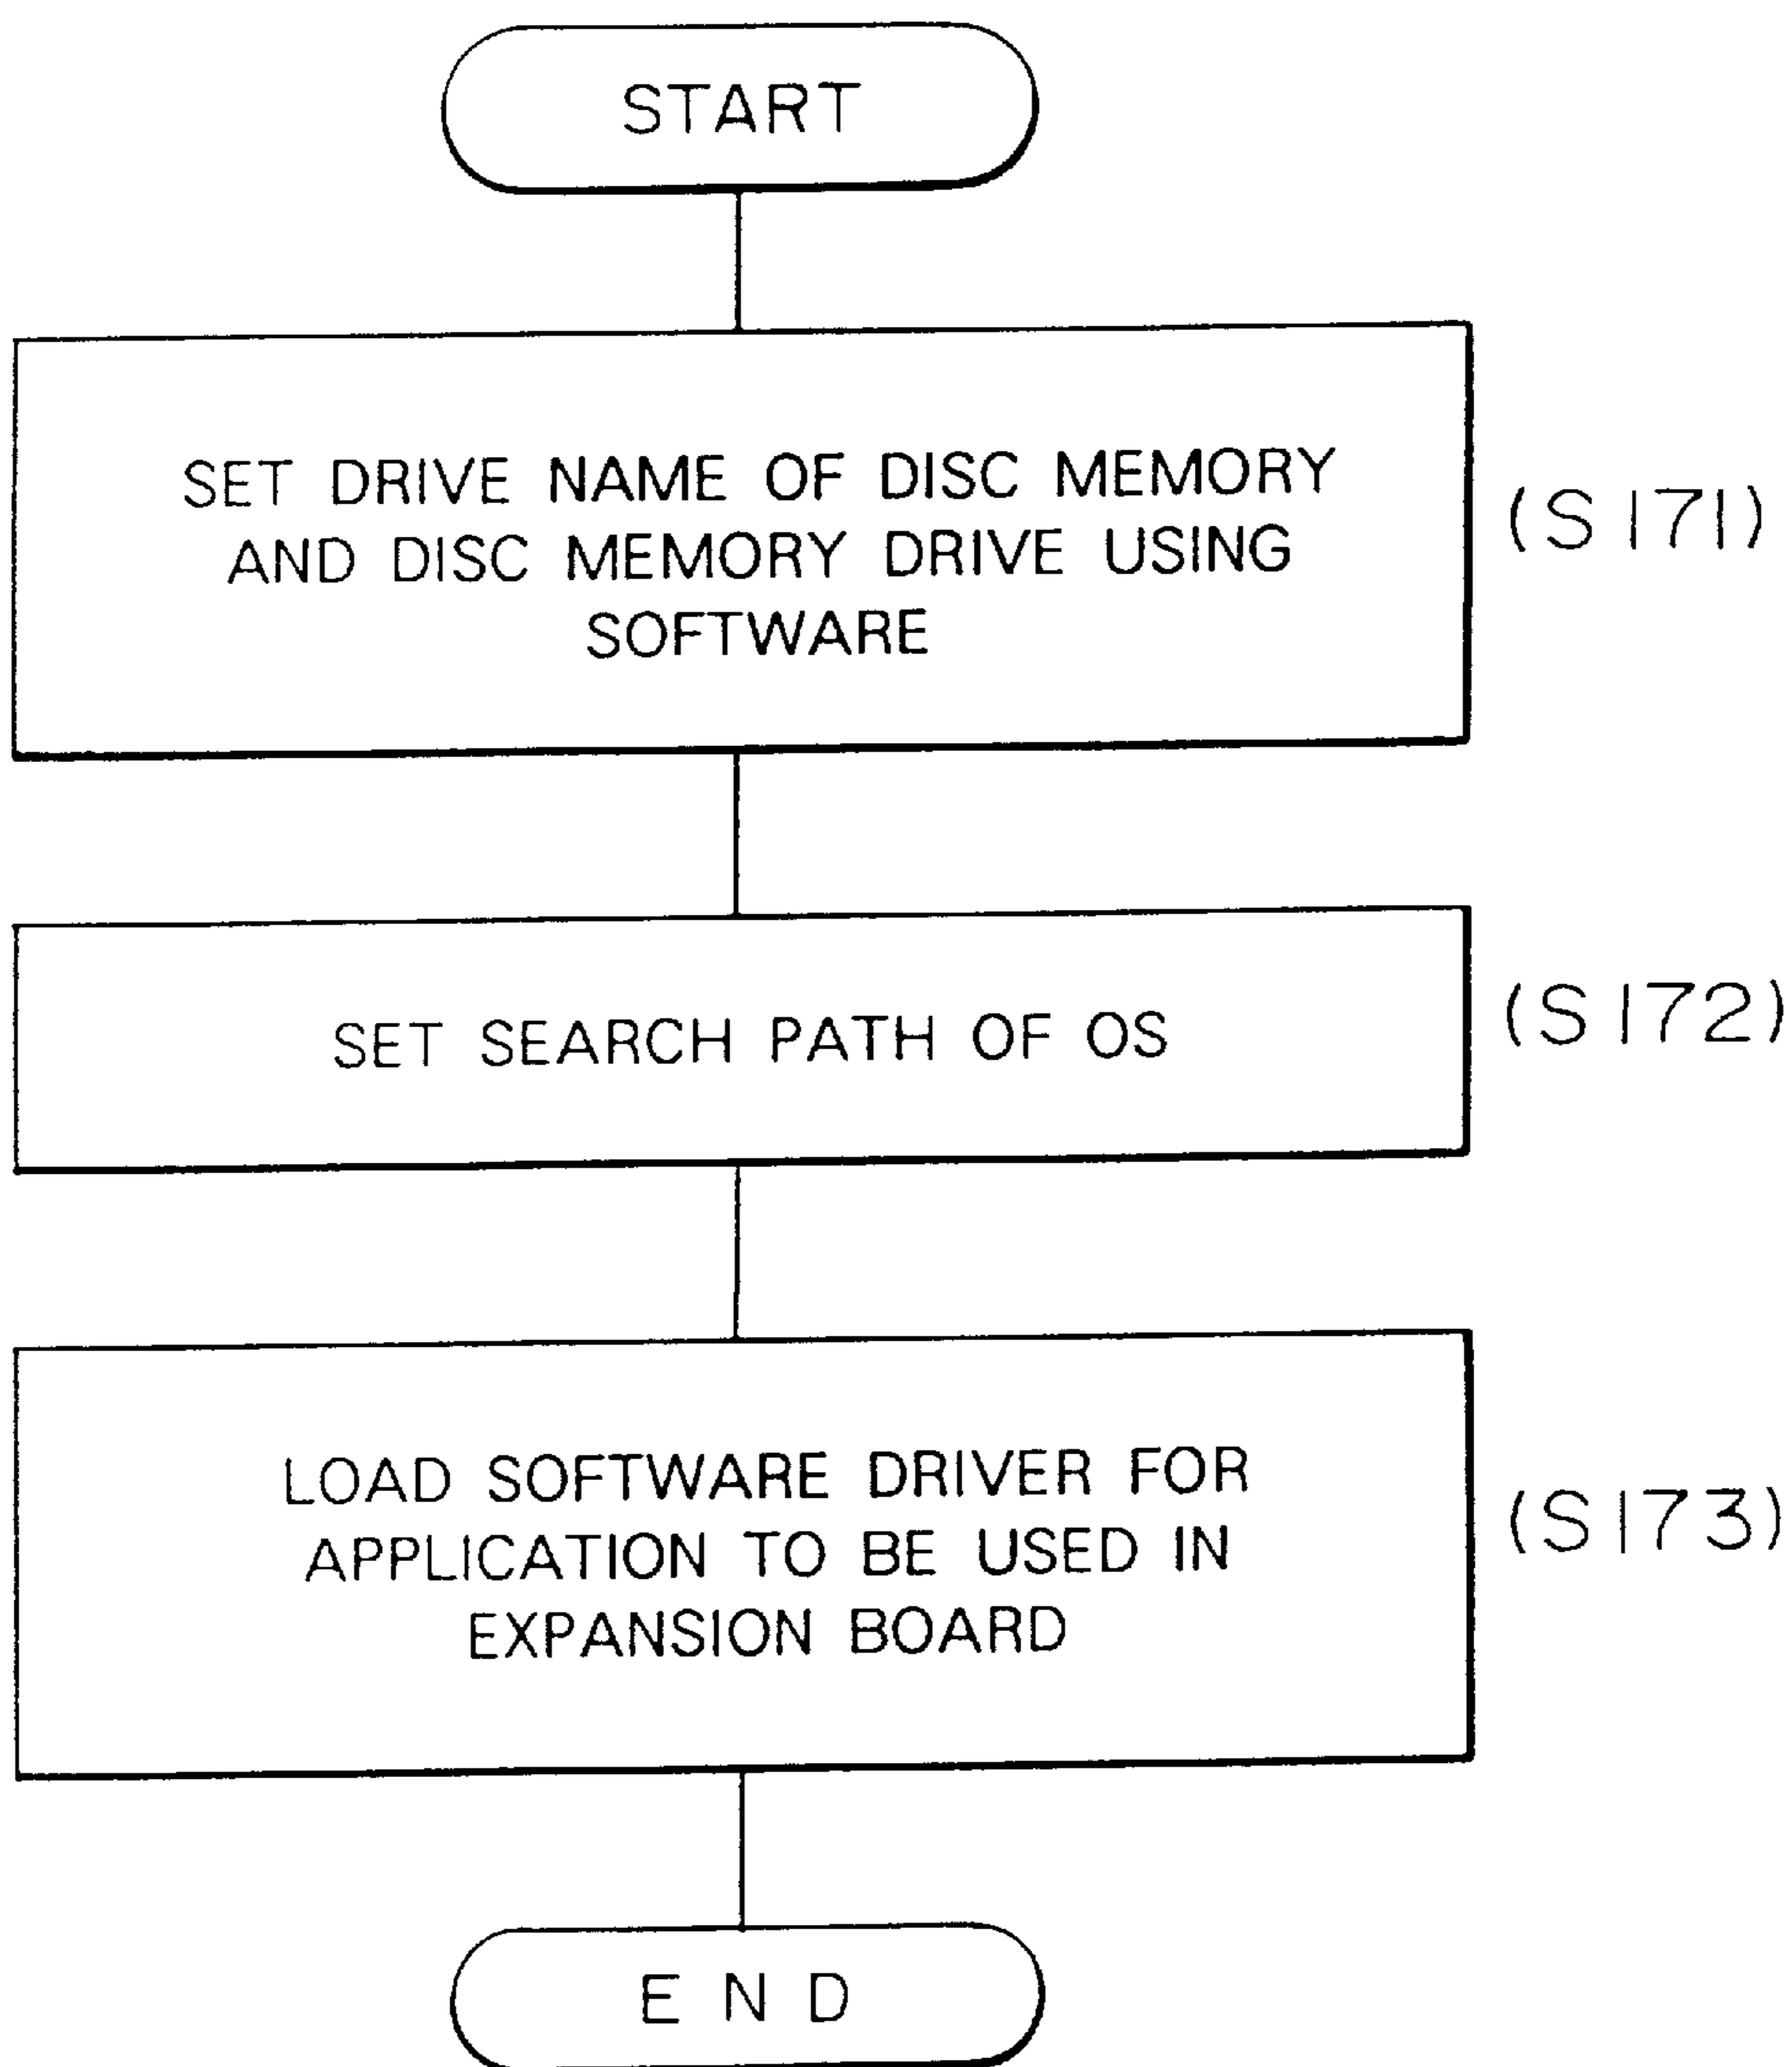 START
SET DRIVE NAME OF DISC MEMORY
AND DISC MEMORY DRIVE USING
SOFTWARE
(S171)
SET SEARCH PATH OF OS
(S172)
LOAD SOFTWARE DRIVER FOR
APPLICATION TO BE USED IN
EXPANSION BOARD
(S173)
END